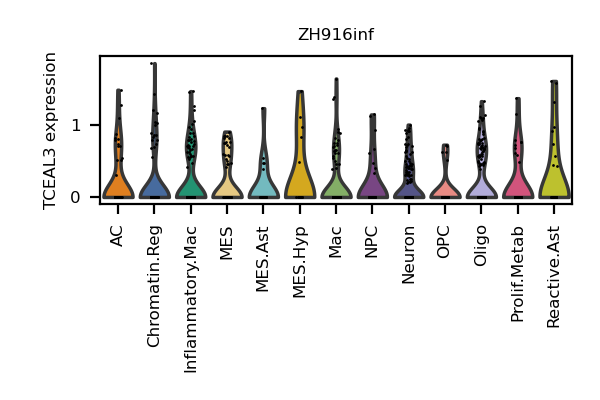 ZH916inf
TCEAL3 expression
1
0
AC
Chromatin.Reg
Inflammatory.Mac
MES
MES.Ast
MES.Hyp
Mac
NPC
Neuron
OPC
Oligo
Prolif.Metab
Reactive.Ast